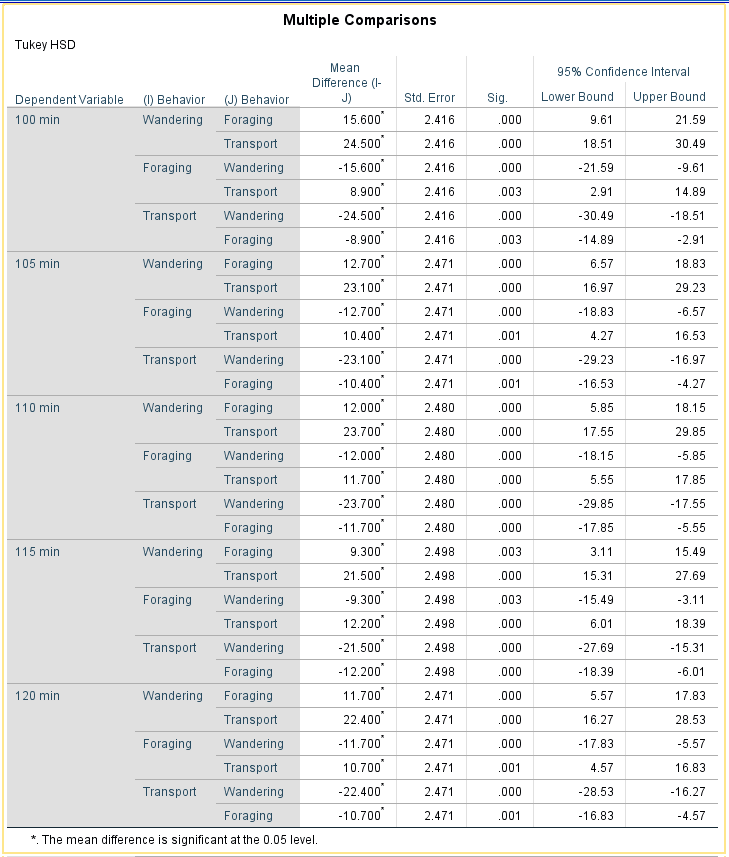 Multiple Comparisons
Tukey HSD
Dependent Variable (I) Behavior (J) Behavior Mean Difference (I-J) Std. Error Sig. 95% Confidence Interval Lower Bound Upper Bound
100 min Wandering Foraging 15.600* 2.416 .000 9.61 21.59
Transport 24.500* 2.416 .000 18.51 30.49
Foraging Wandering -15.600* 2.416 .000 -21.59 -9.61
Transport 8.900* 2.416 .003 2.91 14.89
Transport Wandering -24.500* 2.416 .000 -30.49 -18.51
Foraging -8.900* 2.416 .003 -14.89 -2.91
105 min Wandering Foraging 12.700* 2.471 .000 6.57 18.83
Transport 23.100* 2.471 .000 16.97 29.23
Foraging Wandering -12.700* 2.471 .000 -18.83 -6.57
Transport 10.400* 2.471 .001 4.27 16.53
Transport Wandering -23.100* 2.471 .000 -29.23 -16.97
Foraging -10.400* 2.471 .001 -16.53 -4.27
110 min Wandering Foraging 12.000* 2.480 .000 5.85 18.15
Transport 23.700* 2.480 .000 17.55 29.85
Foraging Wandering -12.000* 2.480 .000 -18.15 -5.85
Transport 11.700* 2.480 .000 5.55 17.85
Transport Wandering -23.700* 2.480 .000 -29.85 -17.55
Foraging -11.700* 2.480 .000 -17.85 -5.55
115 min Wandering Foraging 9.300* 2.498 .003 3.11 15.49
Transport 21.500* 2.498 .000 15.31 27.69
Foraging Wandering -9.300* 2.498 .003 -15.49 -3.11
Transport 12.200* 2.498 .000 6.01 18.39
Transport Wandering -21.500* 2.498 .000 -27.69 -15.31
Foraging -12.200* 2.498 .000 -18.39 -6.01
120 min Wandering Foraging 11.700* 2.471 .000 5.57 17.83
Transport 22.400* 2.471 .000 16.27 28.53
Foraging Wandering -11.700* 2.471 .000 -17.83 -5.57
Transport 10.700* 2.471 .001 4.57 16.83
Transport Wandering -22.400* 2.471 .000 -28.53 -16.27
Foraging -10.700* 2.471 .001 -16.83 -4.57
*. The mean difference is significant at the 0.05 level.